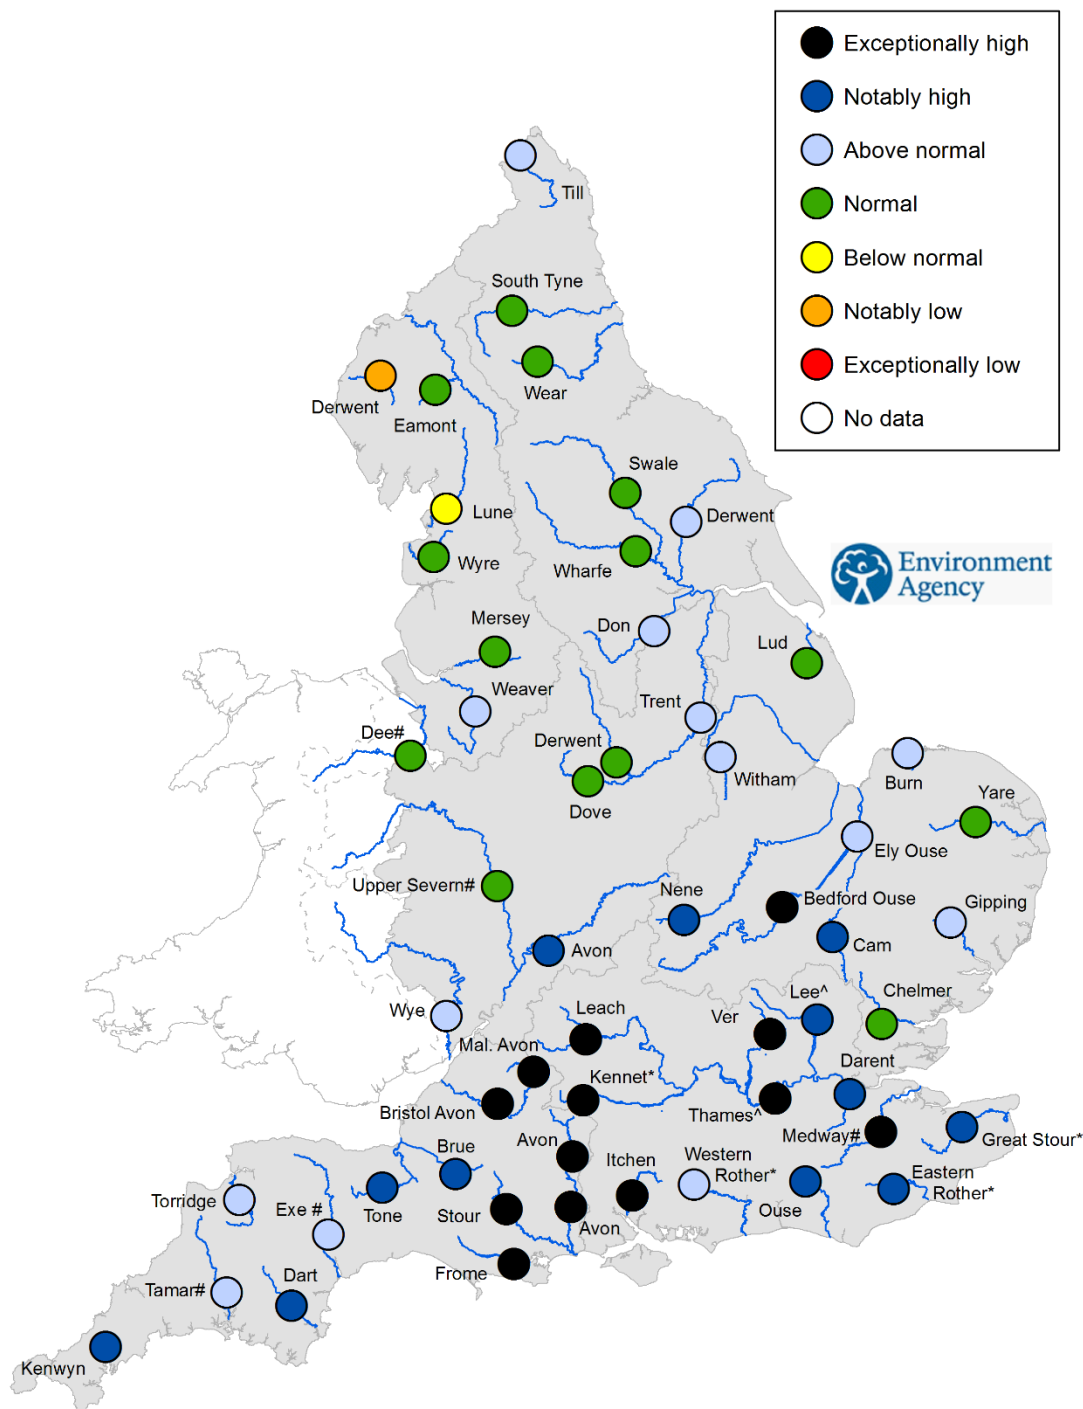 Exceptionally high
Notably high
Above normal
Normal
Below normal
Notably low
Exceptionally low
No data
Till
South Tyne
Wear
Derwent
Eamont
Swale
Lune
Derwent
Wyre
Wharfe
Environment
Agency
Mersey
Don
Lud
Weaver
Trent
Dee#
Derwent
Witham
Burn
Dove
Yare
Ely Ouse
Upper Severn#
Nene
Bedford Ouse
Gipping
Avon
Cam
Wye
Leach
Ver
Lee^
Chelmer
Mal. Avon
Darent
Kennet*
Bristol Avon
Thames^
Medway#
Great Stour*
Avon
Brue
Itchen
Western
Rother*
Eastern
Rother*
Torridge
Exe #
Tone
Stour
Avon
Ouse
Frome
Tamar#
Dart
Kenwyn